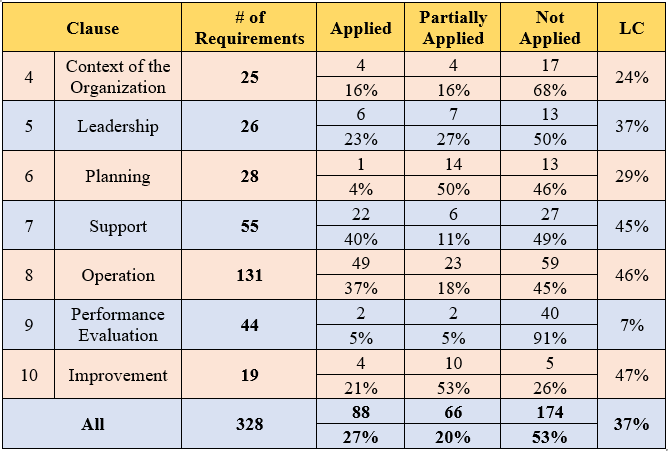 Clause # of Requirements Applied Partially Applied Not Applied LC
4 Context of the Organization 25 4 4 17 24%
16% 16% 68%
5 Leadership 26 6 7 13 37%
23% 27% 50%
6 Planning 28 1 14 13 29%
4% 50% 46%
7 Support 55 22 6 27 45%
40% 11% 49%
8 Operation 131 49 23 59 46%
37% 18% 45%
9 Performance Evaluation 44 2 2 40 7%
5% 5% 91%
10 Improvement 19 4 10 5 47%
21% 53% 26%
All 328 88 66 174 37%
27% 20% 53%